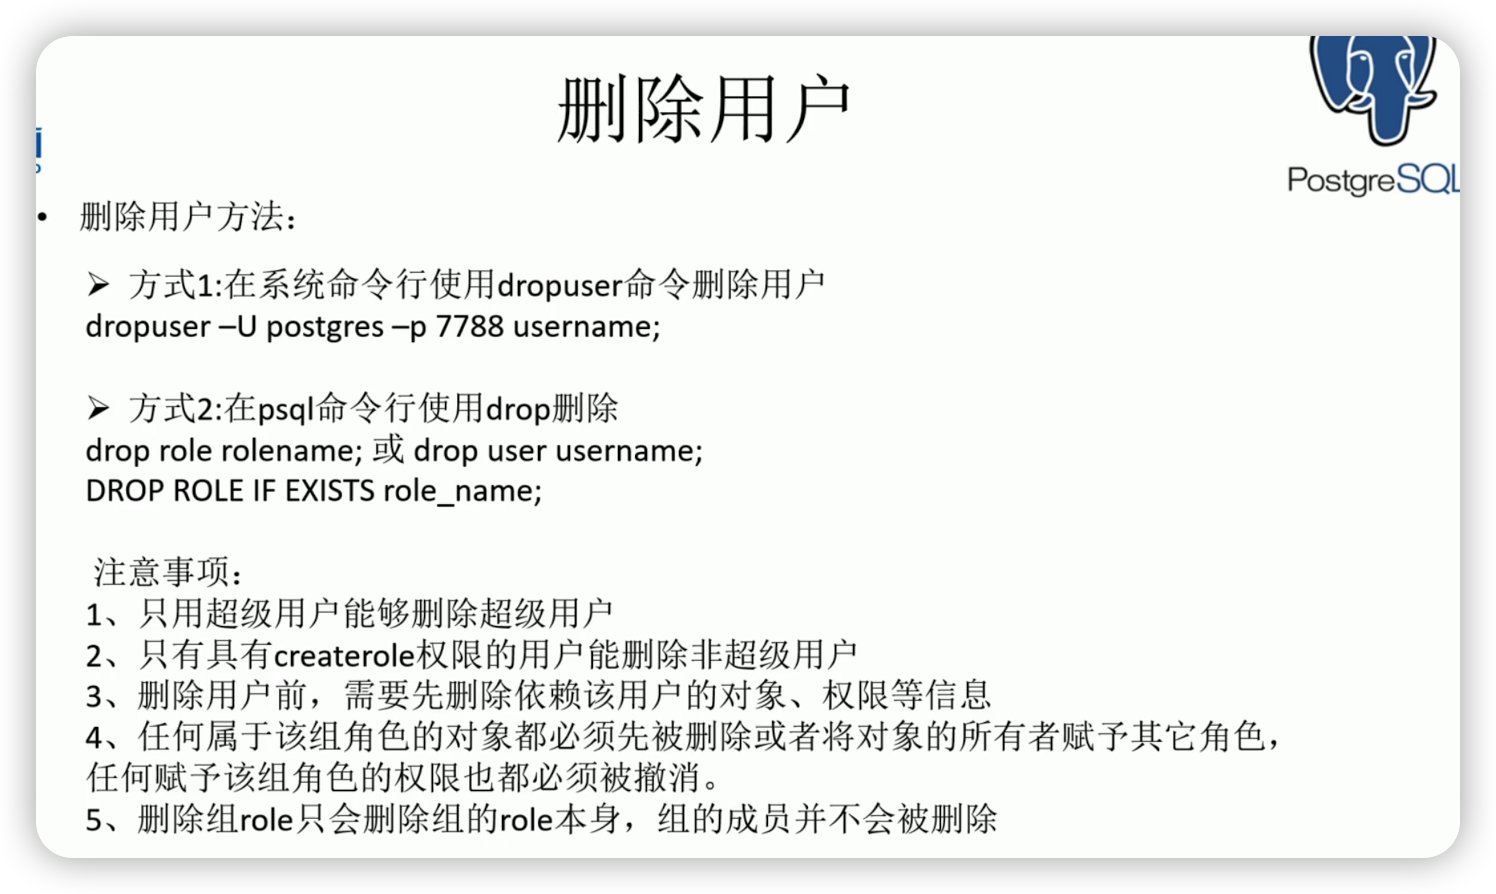 删除用户
PostgreSQL
• 删除用户方法：
➢ 方式1:在系统命令行使用dropuser命令删除用户
dropuser –U postgres –p 7788 username;
➢ 方式2:在psql命令行使用drop删除
drop role rolename; 或 drop user username;
DROP ROLE IF EXISTS role_name;
注意事项：
1、只用超级用户能够删除超级用户
2、只有具有createrole权限的用户能删除非超级用户
3、删除用户前，需要先删除依赖该用户的对象、权限等信息
4、任何属于该组角色的对象都必须先被删除或者将对象的所有者赋予其它角色，
任何赋予该组角色的权限也都必须被撤消。
5、删除组role只会删除组的role本身，组的成员并不会被删除